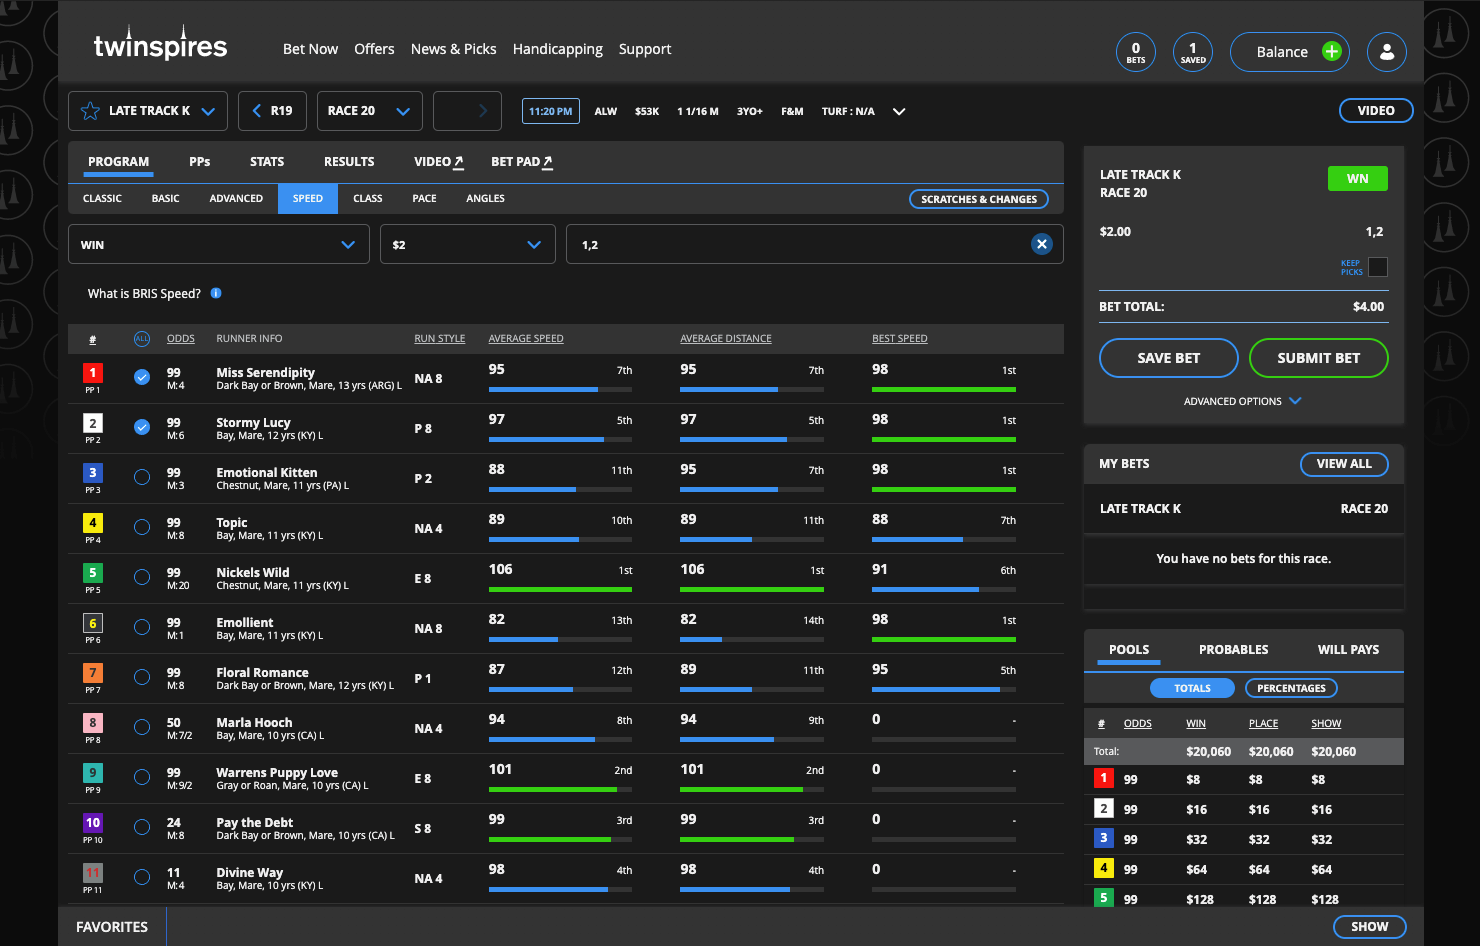 twinspires
Bet Now Offers News & Picks Handicapping Support
0 BETS
1 SAVED
Balance
LATE TRACK K R19 RACE 20
11:20 PM ALW $53K 1 1/16 M 3YO+ F&M TURF : N/A
VIDEO
PROGRAM PPs STATS RESULTS VIDEO BET PAD
CLASSIC BASIC ADVANCED SPEED CLASS PACE ANGLES SCRATCHES & CHANGES
WIN $2 1,2
What is BRIS Speed? i
# ALL ODDS RUNNER INFO RUN STYLE AVERAGE SPEED AVERAGE DISTANCE BEST SPEED
1 99 Miss Serendipity NA 8 95 7th 95 7th 98 1st
PP 1 M:4 Dark Bay or Brown, Mare, 13 yrs (ARG) L
2 99 Stormy Lucy P 8 97 5th 97 5th 98 1st
PP 2 M:6 Bay, Mare, 12 yrs (KY) L
3 99 Emotional Kitten P 2 88 11th 95 7th 98 1st
PP 3 M:3 Chestnut, Mare, 11 yrs (PA) L
4 99 Topic NA 4 89 10th 89 11th 88 7th
PP 4 M:8 Bay, Mare, 11 yrs (KY) L
5 99 Nickels Wild E 8 106 1st 106 1st 91 6th
PP 5 M:20 Chestnut, Mare, 11 yrs (KY) L
6 99 Emollient NA 8 82 13th 82 14th 98 1st
PP 6 M:1 Bay, Mare, 11 yrs (KY) L
7 99 Floral Romance P 1 87 12th 89 11th 95 5th
PP 7 M:8 Dark Bay or Brown, Mare, 12 yrs (KY) L
8 50 Marla Hooch NA 4 94 8th 94 9th 0 -
PP 8 M:7/2 Bay, Mare, 10 yrs (CA) L
9 99 Warrens Puppy Love E 8 101 2nd 101 2nd 0 -
PP 9 M:9/2 Gray or Roan, Mare, 10 yrs (CA) L
10 24 Pay the Debt S 8 99 3rd 99 3rd 0 -
PP 10 M:8 Dark Bay or Brown, Mare, 10 yrs (CA) L
11 11 Divine Way NA 4 98 4th 98 4th 0 -
PP 11 M:4 Bay, Mare, 10 yrs (KY) L
LATE TRACK K WN
RACE 20
$2.00 1,2
KEEP
PICKS
BET TOTAL: $4.00
SAVE BET SUBMIT BET
ADVANCED OPTIONS
MY BETS VIEW ALL
LATE TRACK K RACE 20
You have no bets for this race.
POOLS PROBABLES WILL PAYS
TOTALS PERCENTAGES
# ODDS WIN PLACE SHOW
Total: $20,060 $20,060 $20,060
1 99 $8 $8 $8
2 99 $16 $16 $16
3 99 $32 $32 $32
4 99 $64 $64 $64
5 99 $128 $128 $128
FAVORITES SHOW